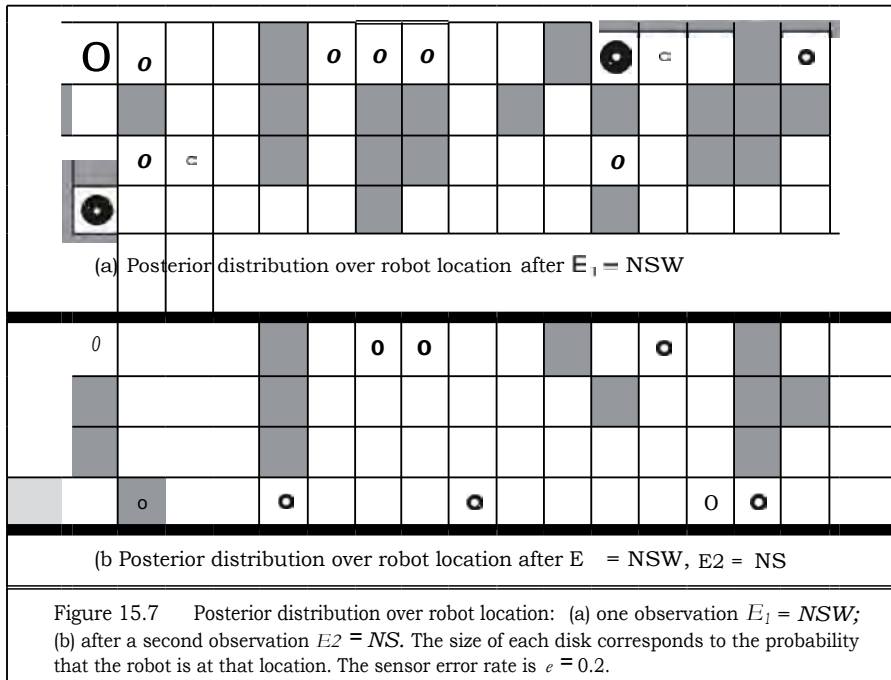 O o o o o c o
o c o
(a) Posterior distribution over robot location after E₁ = NSW
0 o o o
o o o O o
(b Posterior distribution over robot location after E = NSW, E2 = NS
Figure 15.7 Posterior distribution over robot location: (a) one observation E₁ = NSW;
(b) after a second observation E2 = NS. The size of each disk corresponds to the probability
that the robot is at that location. The sensor error rate is e = 0.2.